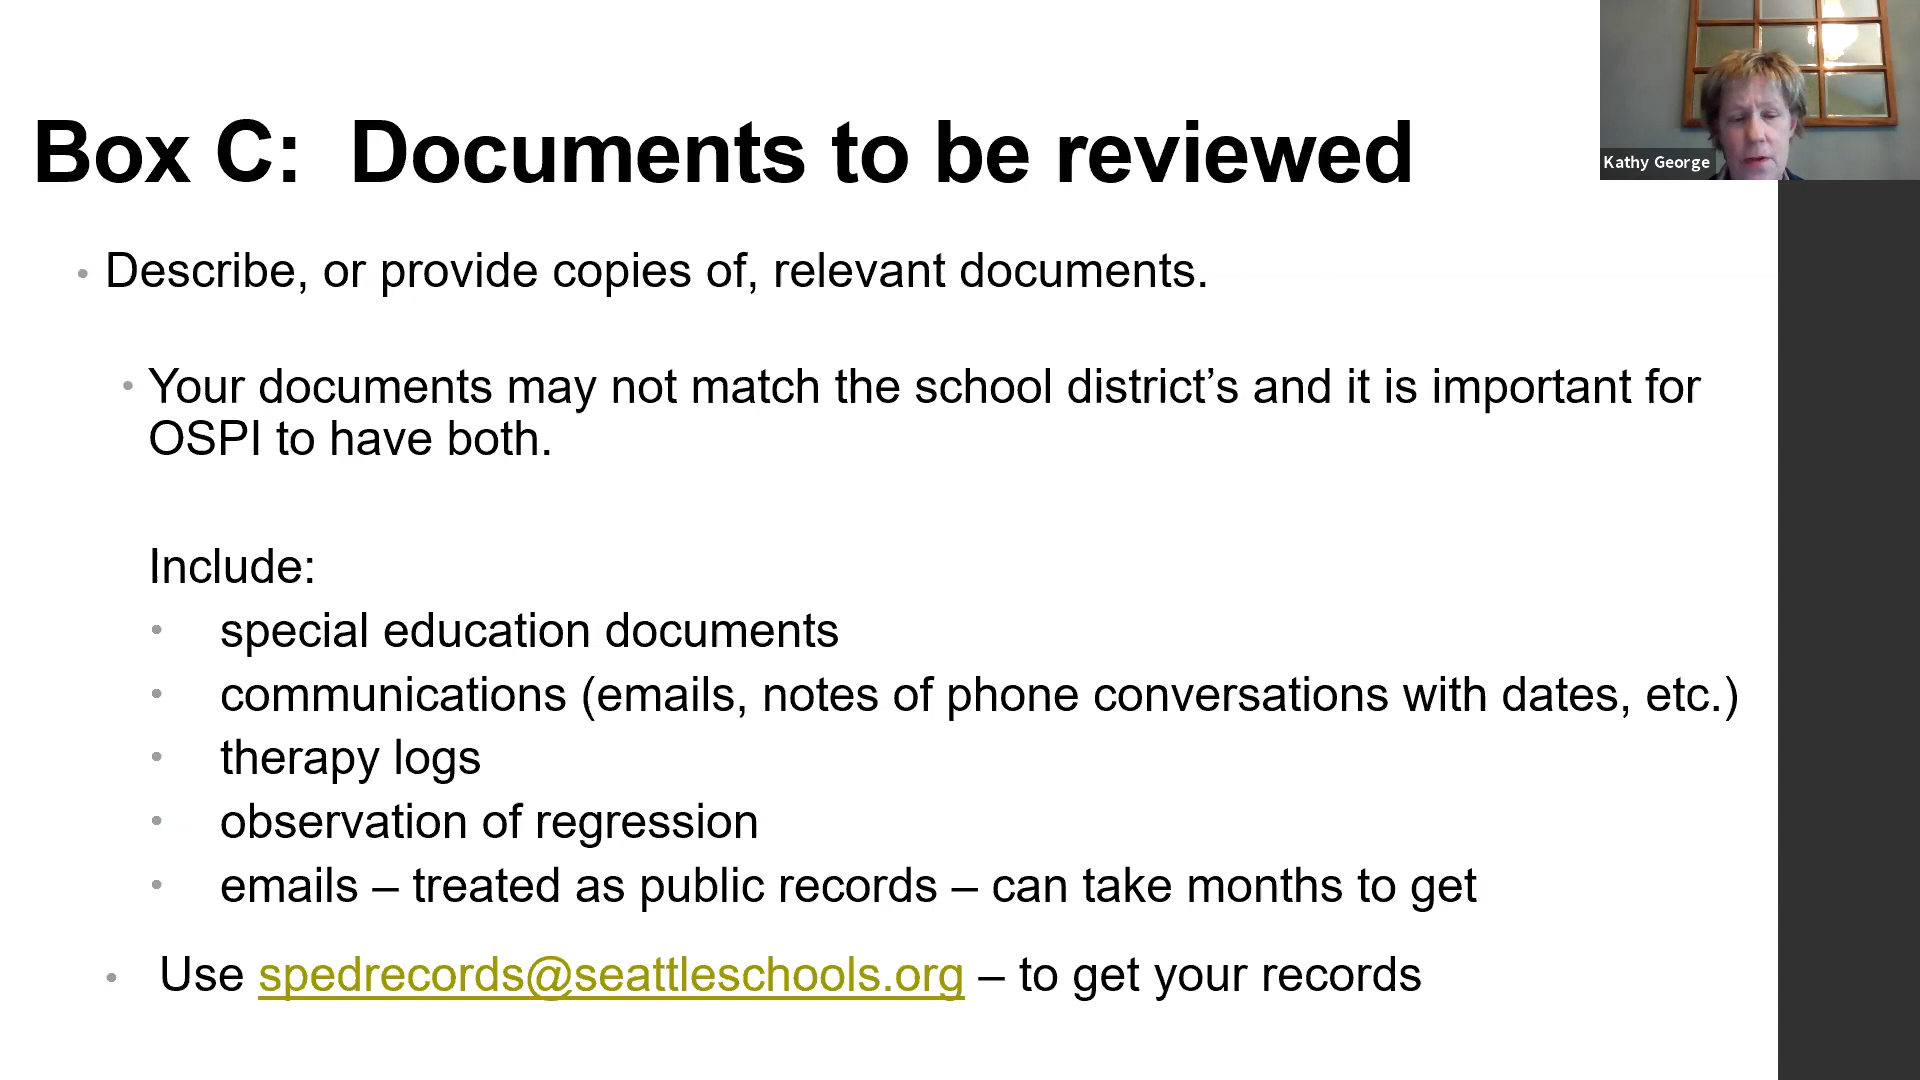 Box C: Documents to be reviewed
Kathy George
• Describe, or provide copies of, relevant documents.
• Your documents may not match the school district’s and it is important for
OSPI to have both.
Include:
• special education documents
• communications (emails, notes of phone conversations with dates, etc.)
• therapy logs
• observation of regression
• emails – treated as public records – can take months to get
• Use spedrecords@seattleschools.org – to get your records